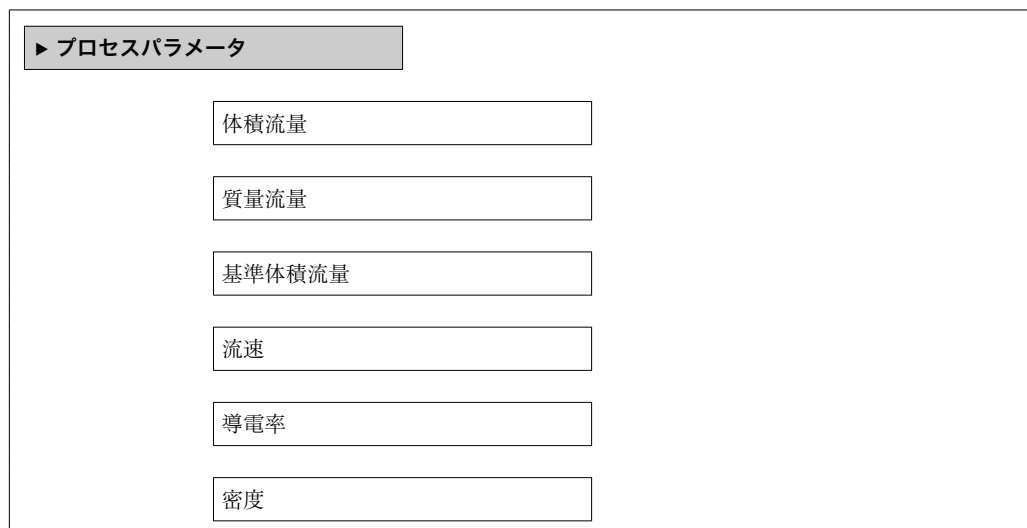 ▶ プロセスパラメータ
体積流量
質量流量
基準体積流量
流速
導電率
密度